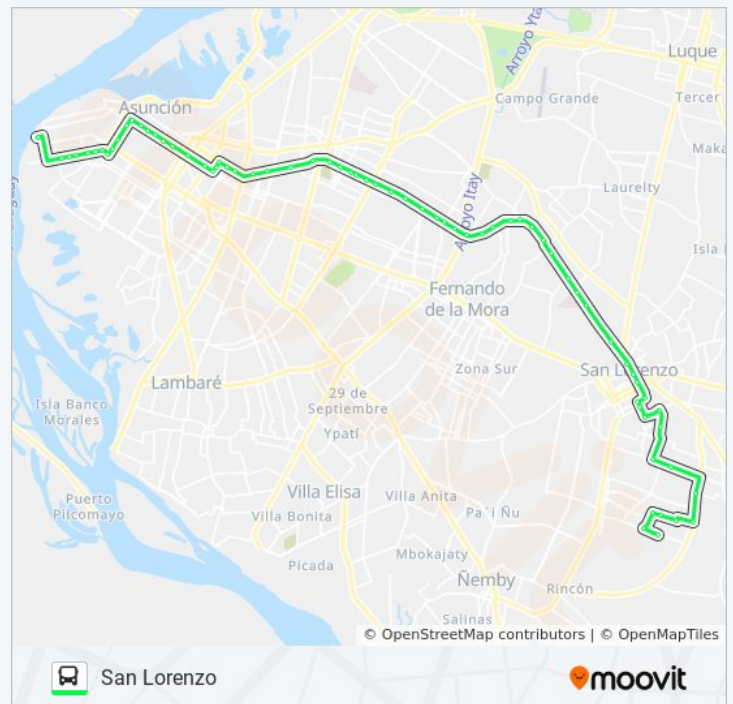 Arroyo Yta
Luque
Asunción
Campo Grande
Tercer
Maka
Laurelty
Arroyo Itay
Isla
Fernando
de la Mora
San Lorenzo
Zona Sur
Lambaré
29 de
Septiembre
Isla Banco
Morales
Ypatí
Villa Elisa
Villa Anita
Puerto
Pilcomayo
Villa Bonita
Pa´i Ñu
Mbokajaty
Picada
Ñemby
Rincón
Salinas
© OpenStreetMap contributors | © OpenMapTiles
San Lorenzo
moovit